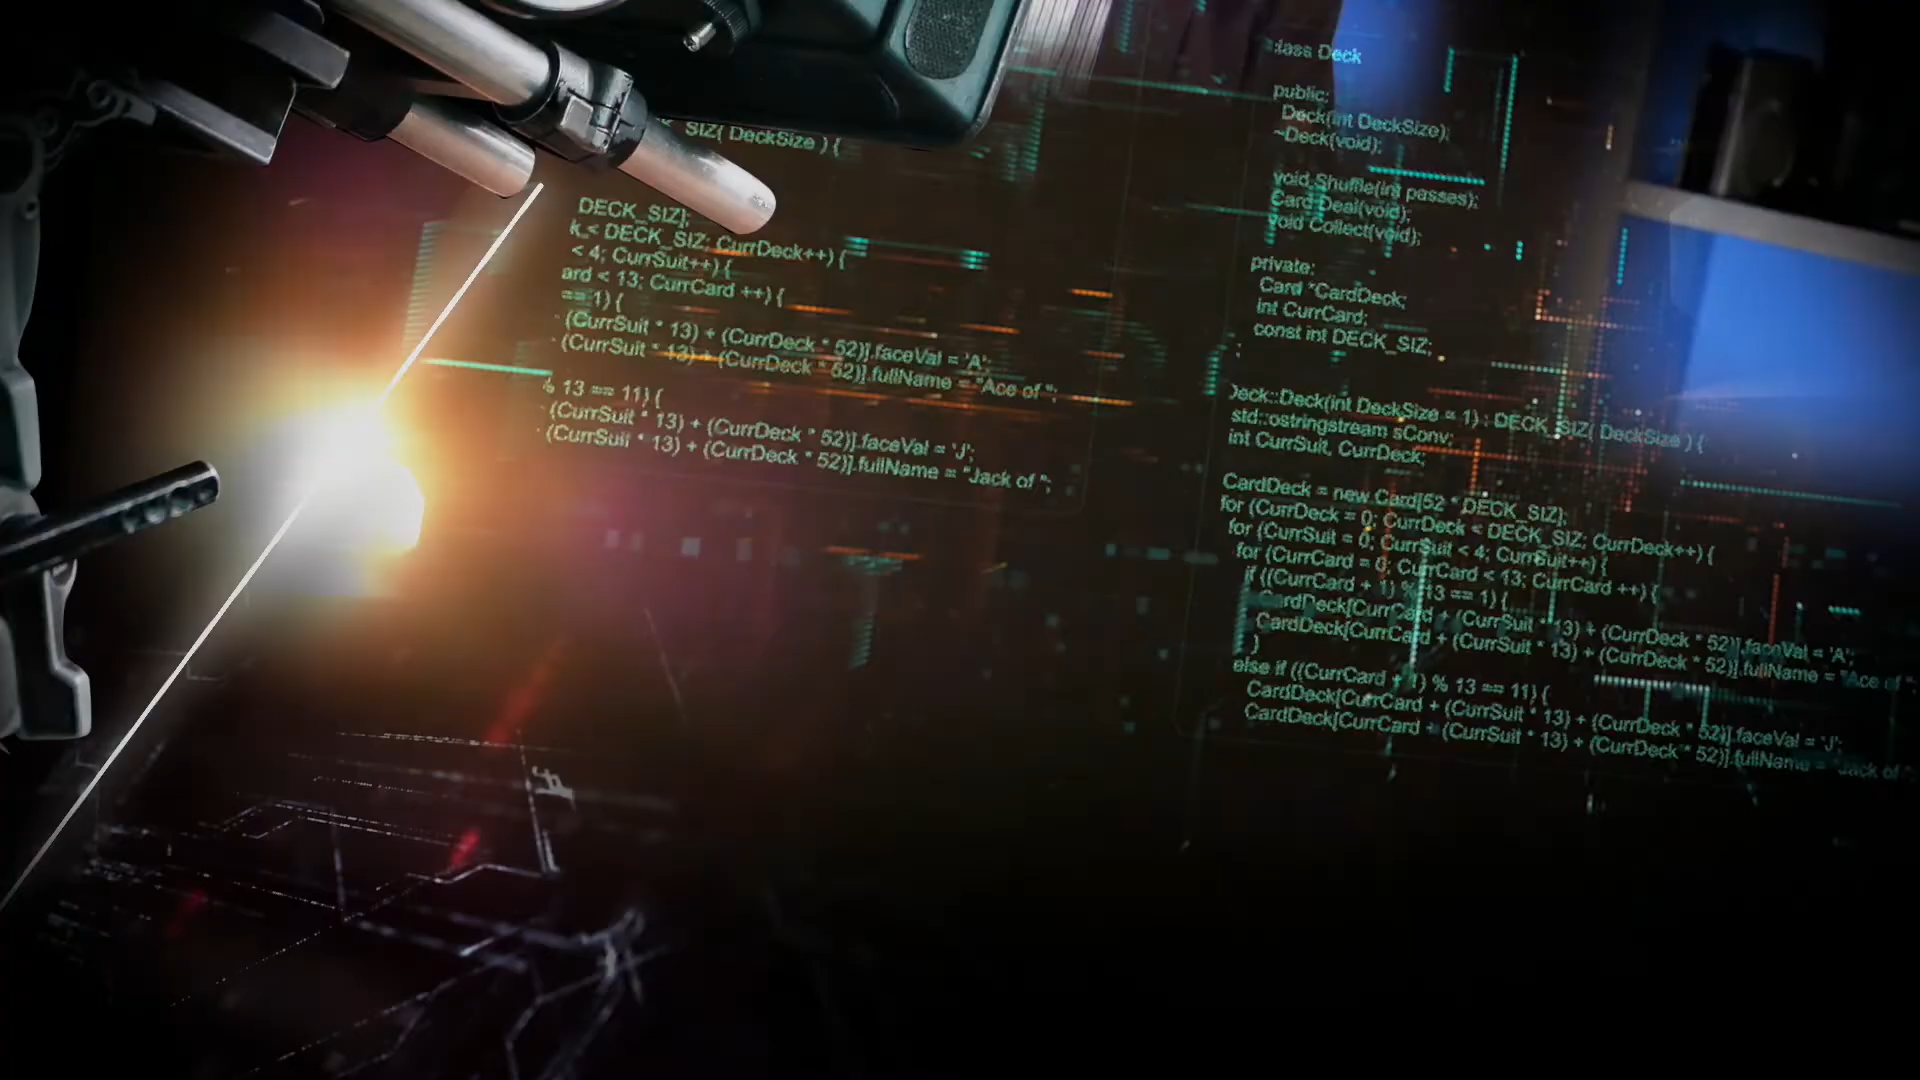 SIZ( DeckSize ) {
DECK_SIZ];
k < DECK_SIZ; CurrDeck++) {
< 4; CurrSuit++) {
ard < 13; CurrCard ++) {
== 1) {
(CurrSuit * 13) + (CurrDeck * 52)].faceVal = 'A';
(CurrSuit * 13) + (CurrDeck * 52)].fullName = "Ace of ";
% 13 == 11) {
(CurrSuit * 13) + (CurrDeck * 52)].faceVal = 'J';
(CurrSuit * 13) + (CurrDeck * 52)].fullName = "Jack of ";
class Deck
public:
Deck(int DeckSize);
~Deck(void);
void Shuffle(int passes);
Card Deal(void);
void Collect(void);
private:
Card *CardDeck;
int CurrCard;
const int DECK_SIZ;
};
Deck::Deck(int DeckSize = 1) : DECK_SIZ( DeckSize ) {
std::ostringstream sConv;
int CurrSuit, CurrDeck;
CardDeck = new Card[52 * DECK_SIZ];
for (CurrDeck = 0; CurrDeck < DECK_SIZ; CurrDeck++) {
for (CurrSuit = 0; CurrSuit < 4; CurrSuit++) {
for (CurrCard = 0; CurrCard < 13; CurrCard ++) {
if ((CurrCard + 1) % 13 == 1) {
CardDeck[CurrCard + (CurrSuit * 13) + (CurrDeck * 52)].faceVal = 'A';
CardDeck[CurrCard + (CurrSuit * 13) + (CurrDeck * 52)].fullName = "Ace of ";
}
else if ((CurrCard + 1) % 13 == 11) {
CardDeck[CurrCard + (CurrSuit * 13) + (CurrDeck * 52)].faceVal = 'J';
CardDeck[CurrCard + (CurrSuit * 13) + (CurrDeck * 52)].fullName = "Jack of ";